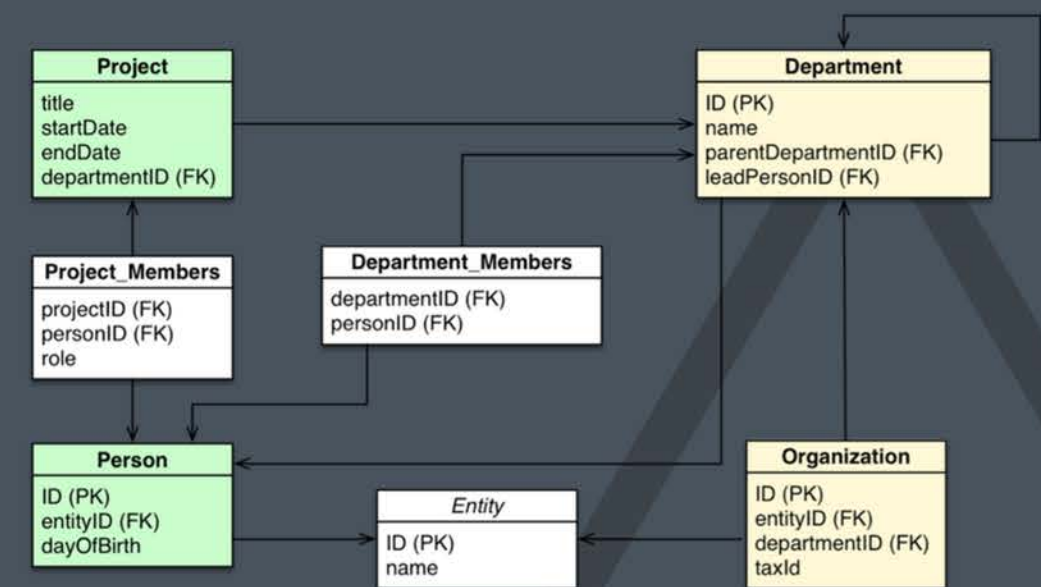 Project
title
startDate
endDate
departmentID (FK)
Department
ID (PK)
name
parentDepartmentID (FK)
leadPersonID (FK)
Project_Members
projectID (FK)
personID (FK)
role
Department_Members
departmentID (FK)
personID (FK)
Person
ID (PK)
entityID (FK)
dayOfBirth
Entity
ID (PK)
name
Organization
ID (PK)
entityID (FK)
departmentID (FK)
taxId